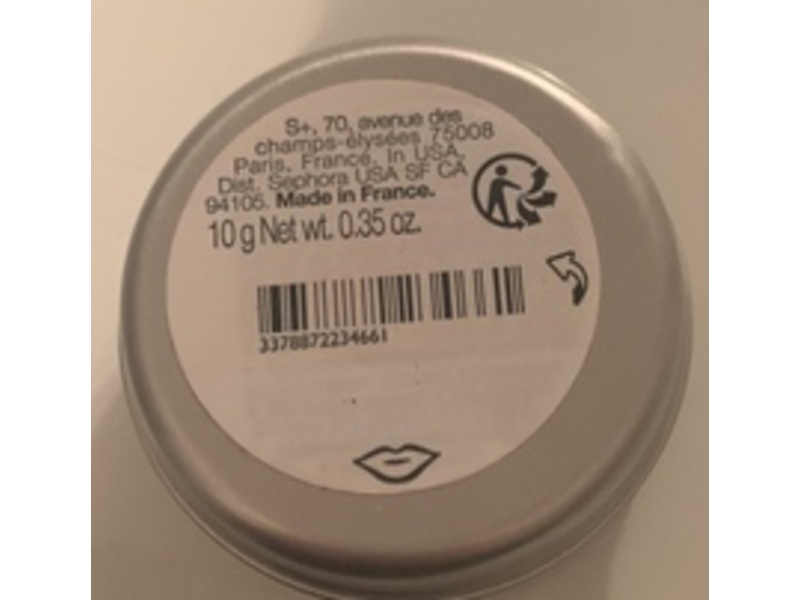 S+, 70, avenue des
champs-élysées 75008
Paris, France. In USA,
Dist. Sephora USA SF CA
94105. Made in France.
10 g Net wt. 0.35 oz.
3378872234661